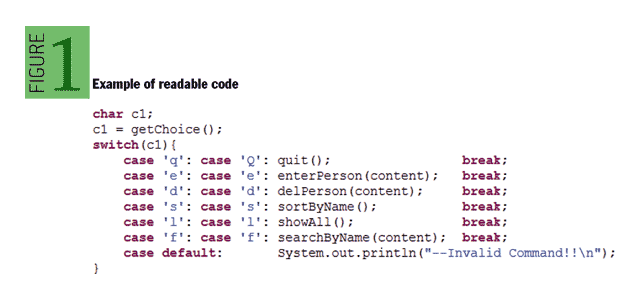 FIGURE 1
Example of readable code
char c1;
c1 = getChoice();
switch(c1){
    case 'q': case 'Q': quit();                 break;
    case 'e': case 'e': enterPerson(content);   break;
    case 'd': case 'd': delPerson(content);     break;
    case 's': case 's': sortByName();           break;
    case 'l': case 'l': showAll();              break;
    case 'f': case 'f': searchByName(content);  break;
    case default:       System.out.println("--Invalid Command!!\n");
}